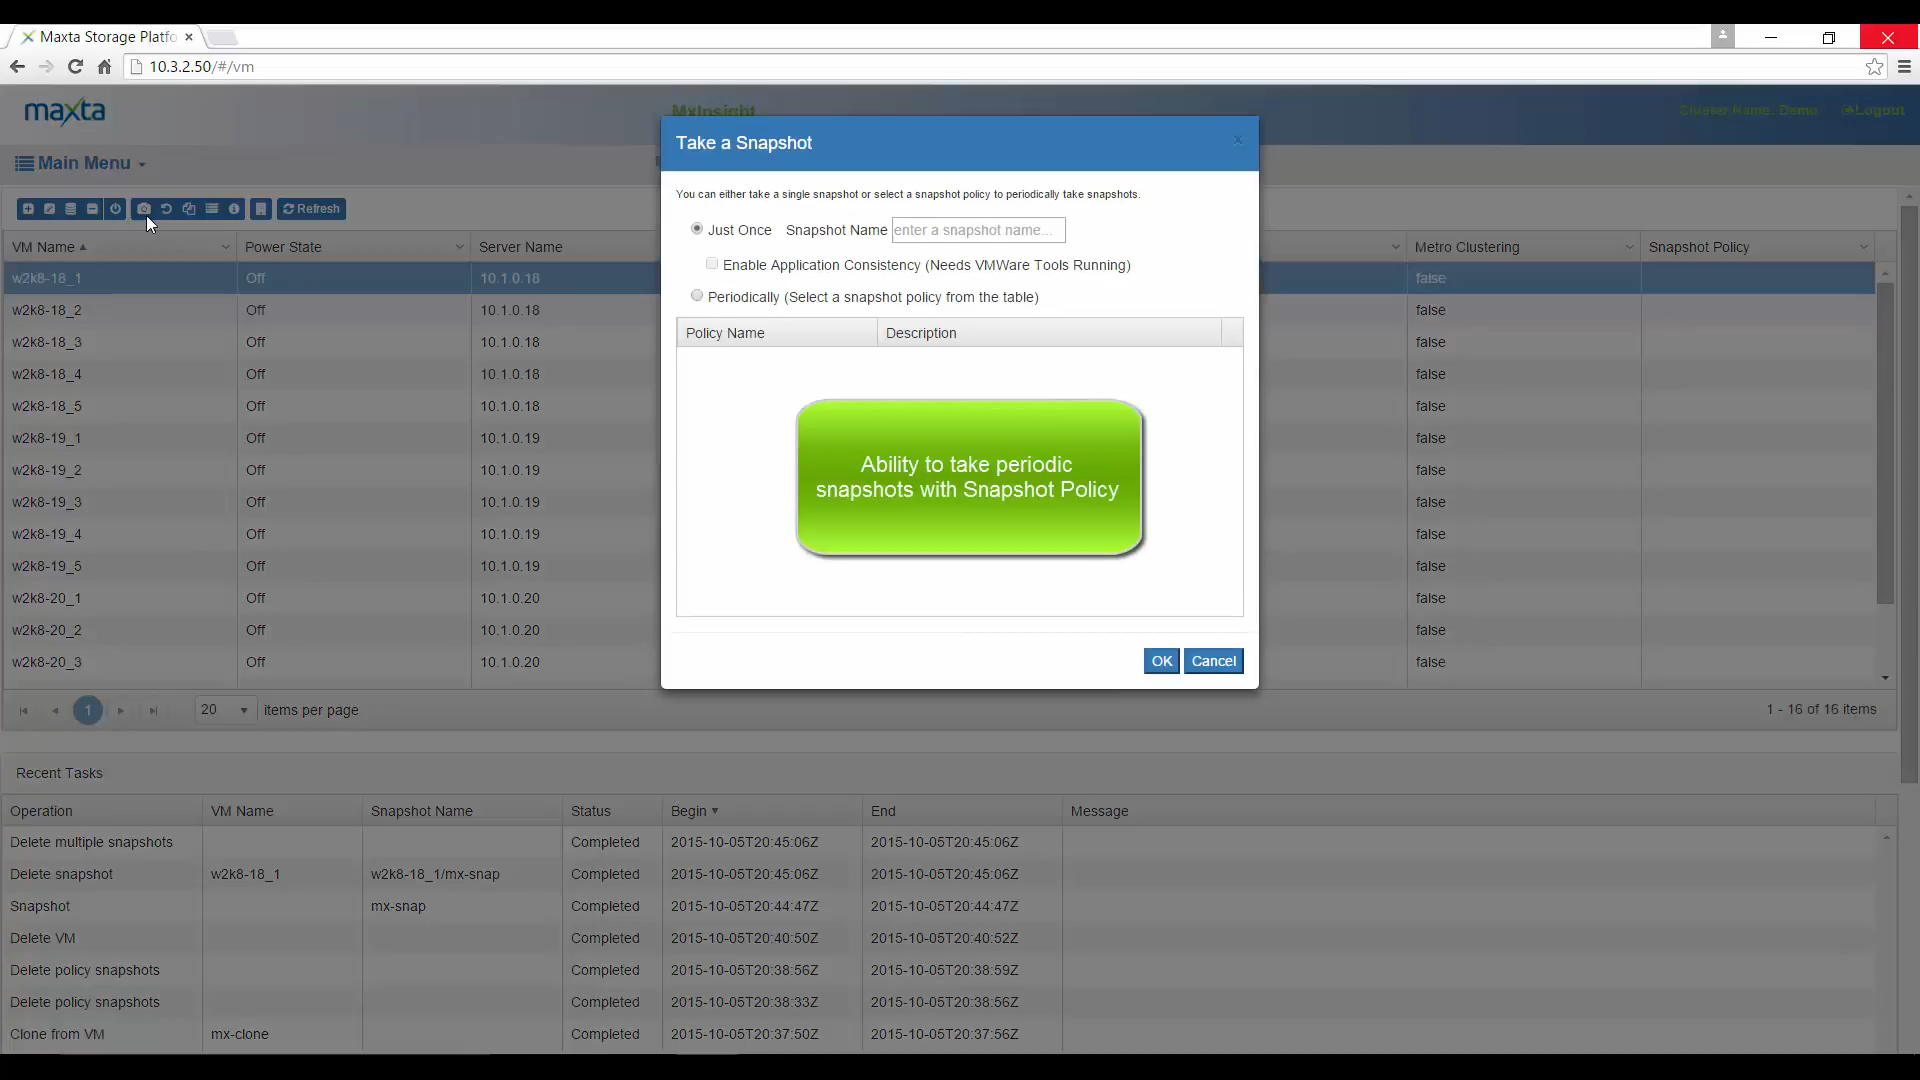 Maxta Storage Platfo
10.3.2.50/#/vm
maxta
MxInsight
Cluster Name: Demo
Logout
Main Menu
Take a Snapshot
You can either take a single snapshot or select a snapshot policy to periodically take snapshots.
Just Once Snapshot Name enter a snapshot name...
Enable Application Consistency (Needs VMWare Tools Running)
Periodically (Select a snapshot policy from the table)
Policy Name Description
Ability to take periodic
snapshots with Snapshot Policy
OK Cancel
Refresh
VM Name Power State Server Name Metro Clustering Snapshot Policy
w2k8-18_1 Off 10.1.0.18 false
w2k8-18_2 Off 10.1.0.18 false
w2k8-18_3 Off 10.1.0.18 false
w2k8-18_4 Off 10.1.0.18 false
w2k8-18_5 Off 10.1.0.18 false
w2k8-19_1 Off 10.1.0.19 false
w2k8-19_2 Off 10.1.0.19 false
w2k8-19_3 Off 10.1.0.19 false
w2k8-19_4 Off 10.1.0.19 false
w2k8-19_5 Off 10.1.0.19 false
w2k8-20_1 Off 10.1.0.20 false
w2k8-20_2 Off 10.1.0.20 false
w2k8-20_3 Off 10.1.0.20 false
1 20 items per page 1 - 16 of 16 items
Recent Tasks
Operation VM Name Snapshot Name Status Begin End Message
Delete multiple snapshots Completed 2015-10-05T20:45:06Z 2015-10-05T20:45:06Z
Delete snapshot w2k8-18_1 w2k8-18_1/mx-snap Completed 2015-10-05T20:45:06Z 2015-10-05T20:45:06Z
Snapshot mx-snap Completed 2015-10-05T20:44:47Z 2015-10-05T20:44:47Z
Delete VM Completed 2015-10-05T20:40:50Z 2015-10-05T20:40:52Z
Delete policy snapshots Completed 2015-10-05T20:38:56Z 2015-10-05T20:38:59Z
Delete policy snapshots Completed 2015-10-05T20:38:33Z 2015-10-05T20:38:56Z
Clone from VM mx-clone Completed 2015-10-05T20:37:50Z 2015-10-05T20:37:56Z